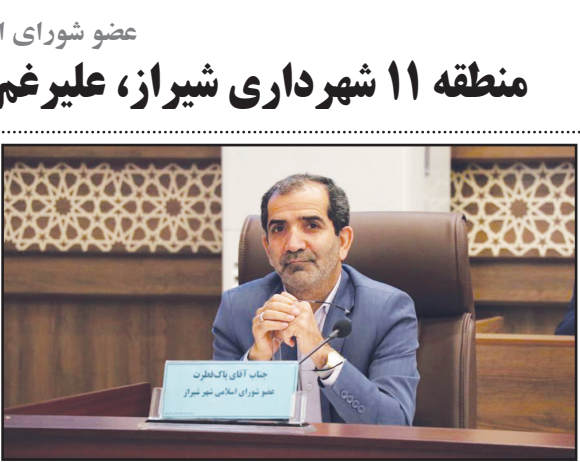 عضو شورای ا
منطقه ۱۱ شهرداری شیراز، علیرغم
جناب آقای پاک‌فطرت
عضو شورای اسلامی شهر شیراز